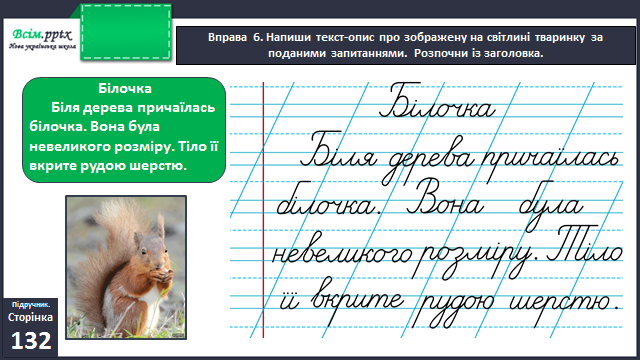 Всім.pptx
Нова українська школа
Вправа 6. Напиши текст-опис про зображену на світлині тваринку за
поданими запитаннями. Розпочни із заголовка.
Білочка
Біля дерева причаїлась
білочка. Вона була
невеликого розміру. Тіло її
вкрите рудою шерстю.
Білочка
Біля дерева причаїлась
білочка. Вона була
невеликого розміру. Тіло
її вкрите рудою шерстю.
Підручник.
Сторінка
132